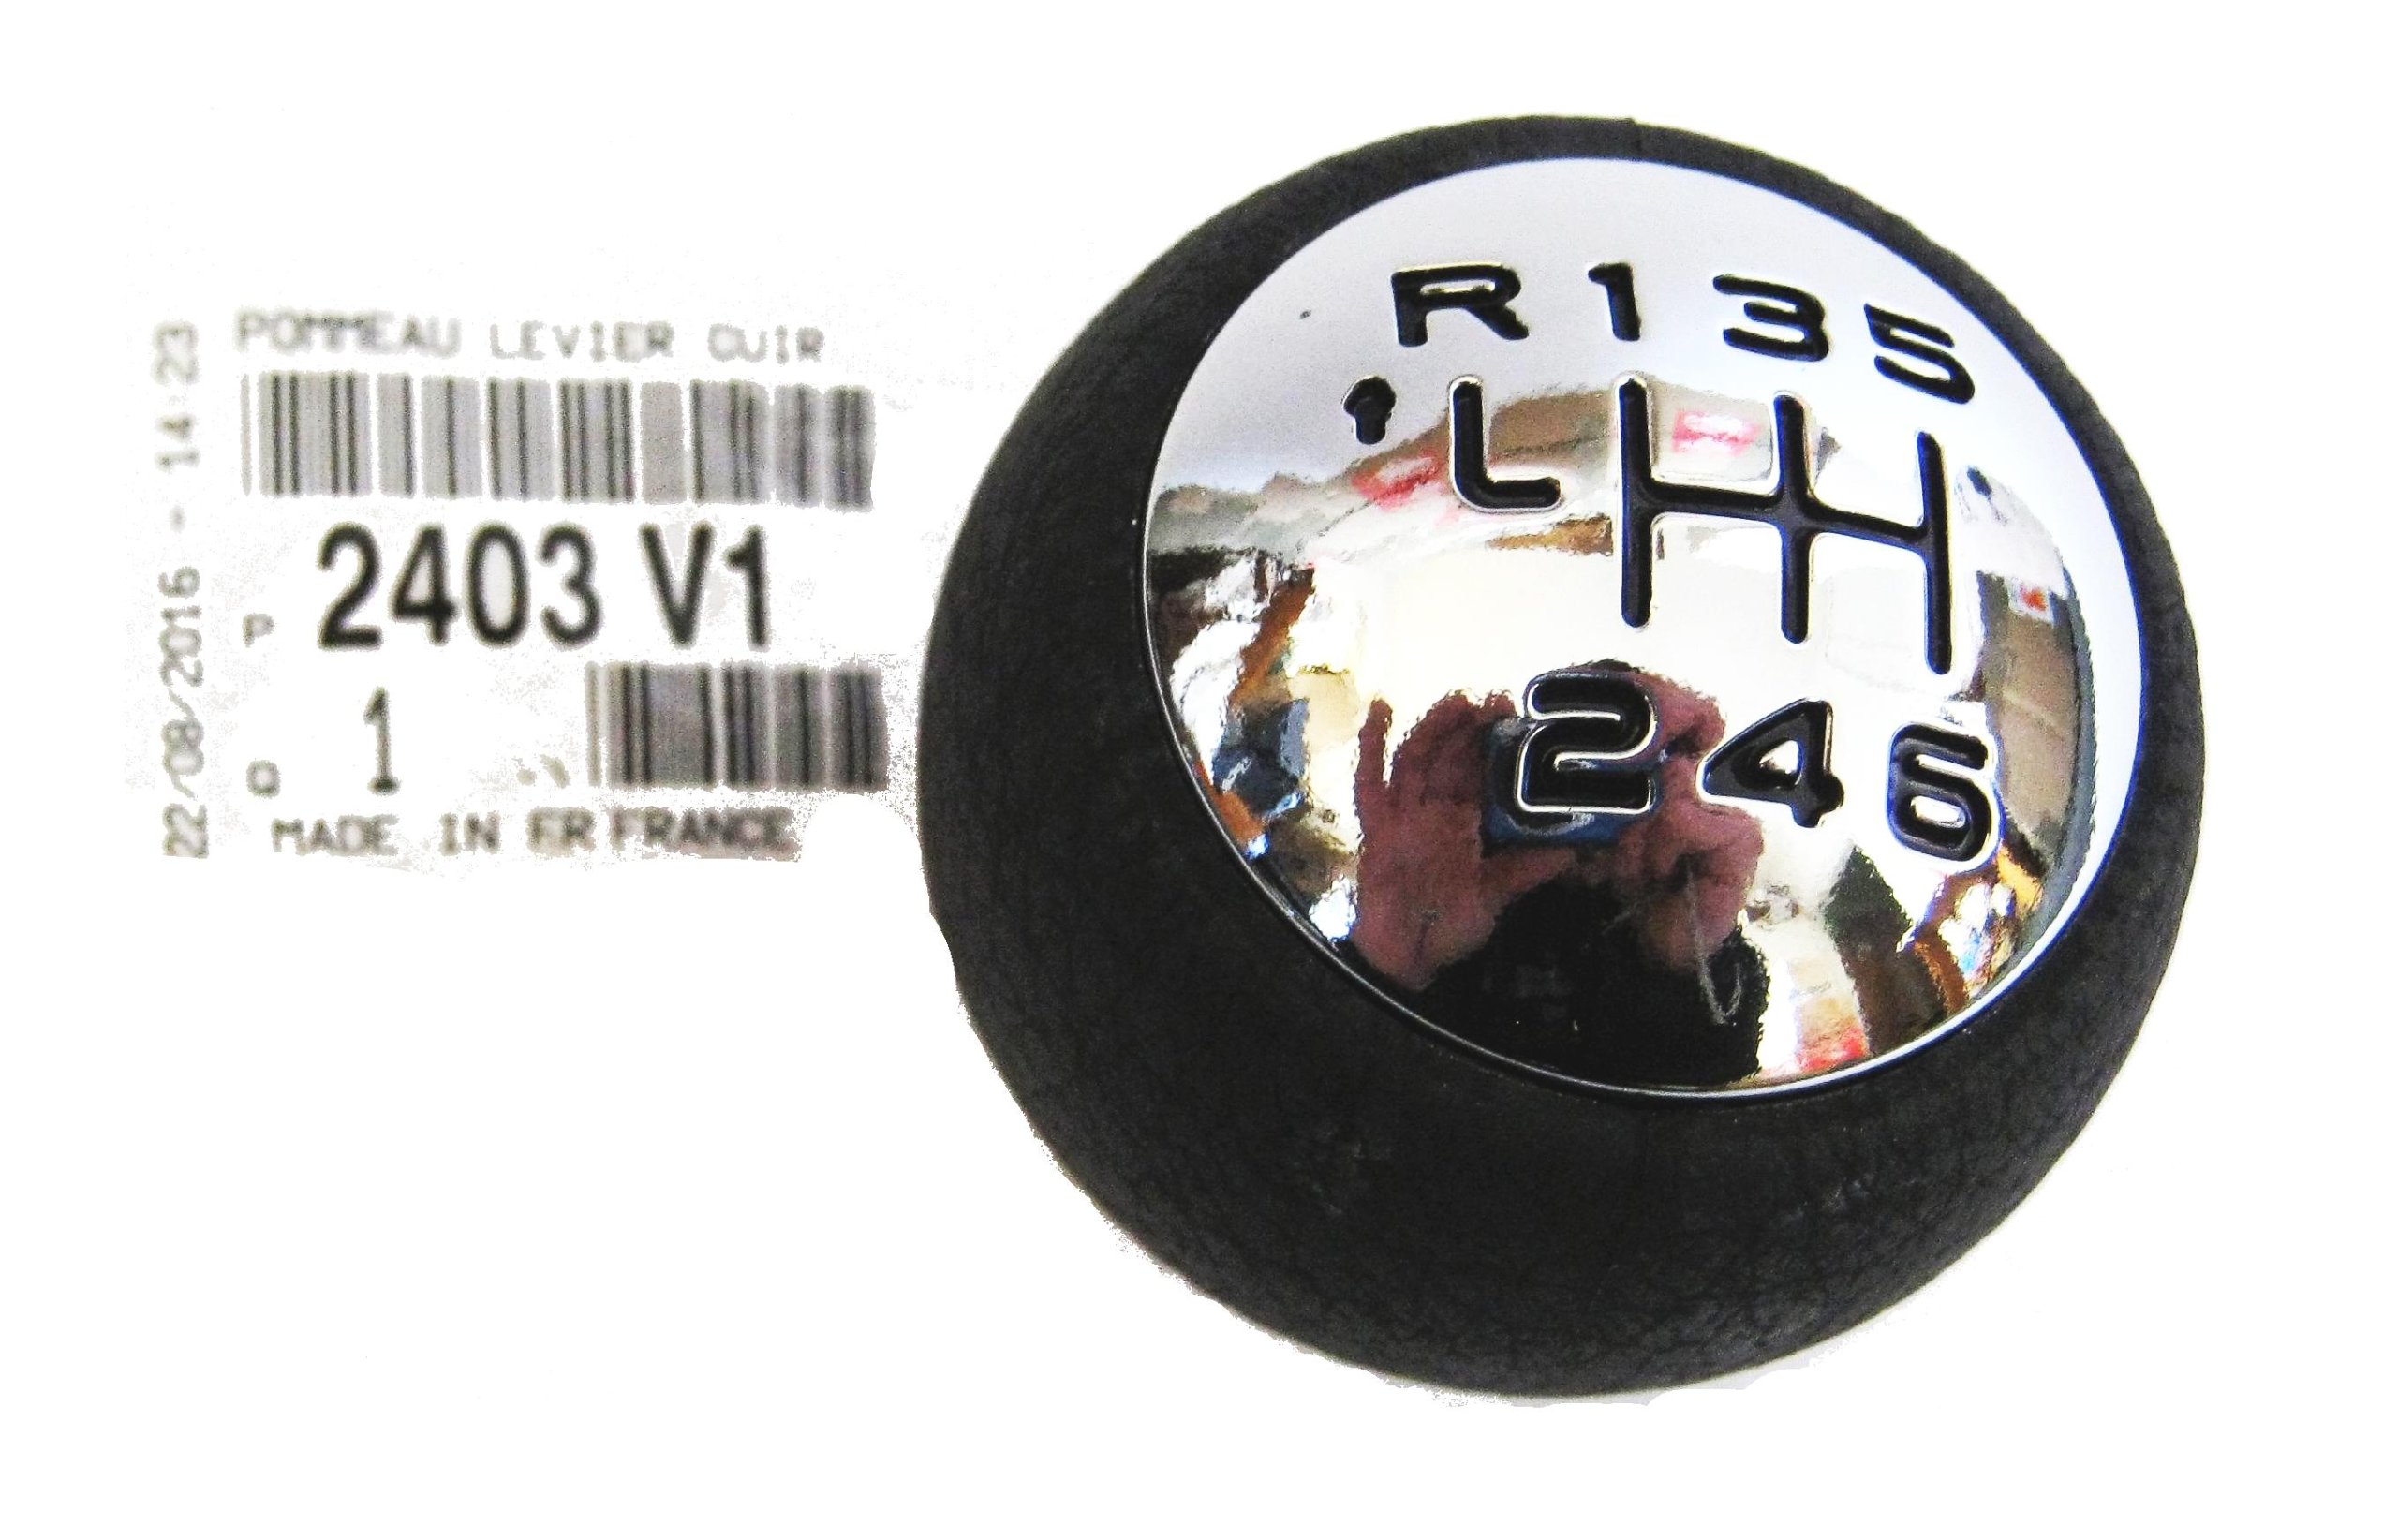 POMMEAU LEVIER CUIR
2403 V1
P
Q 1
MADE IN FRANCE
22/08/2016 - 14:23
R 1 3 5
2 4 6